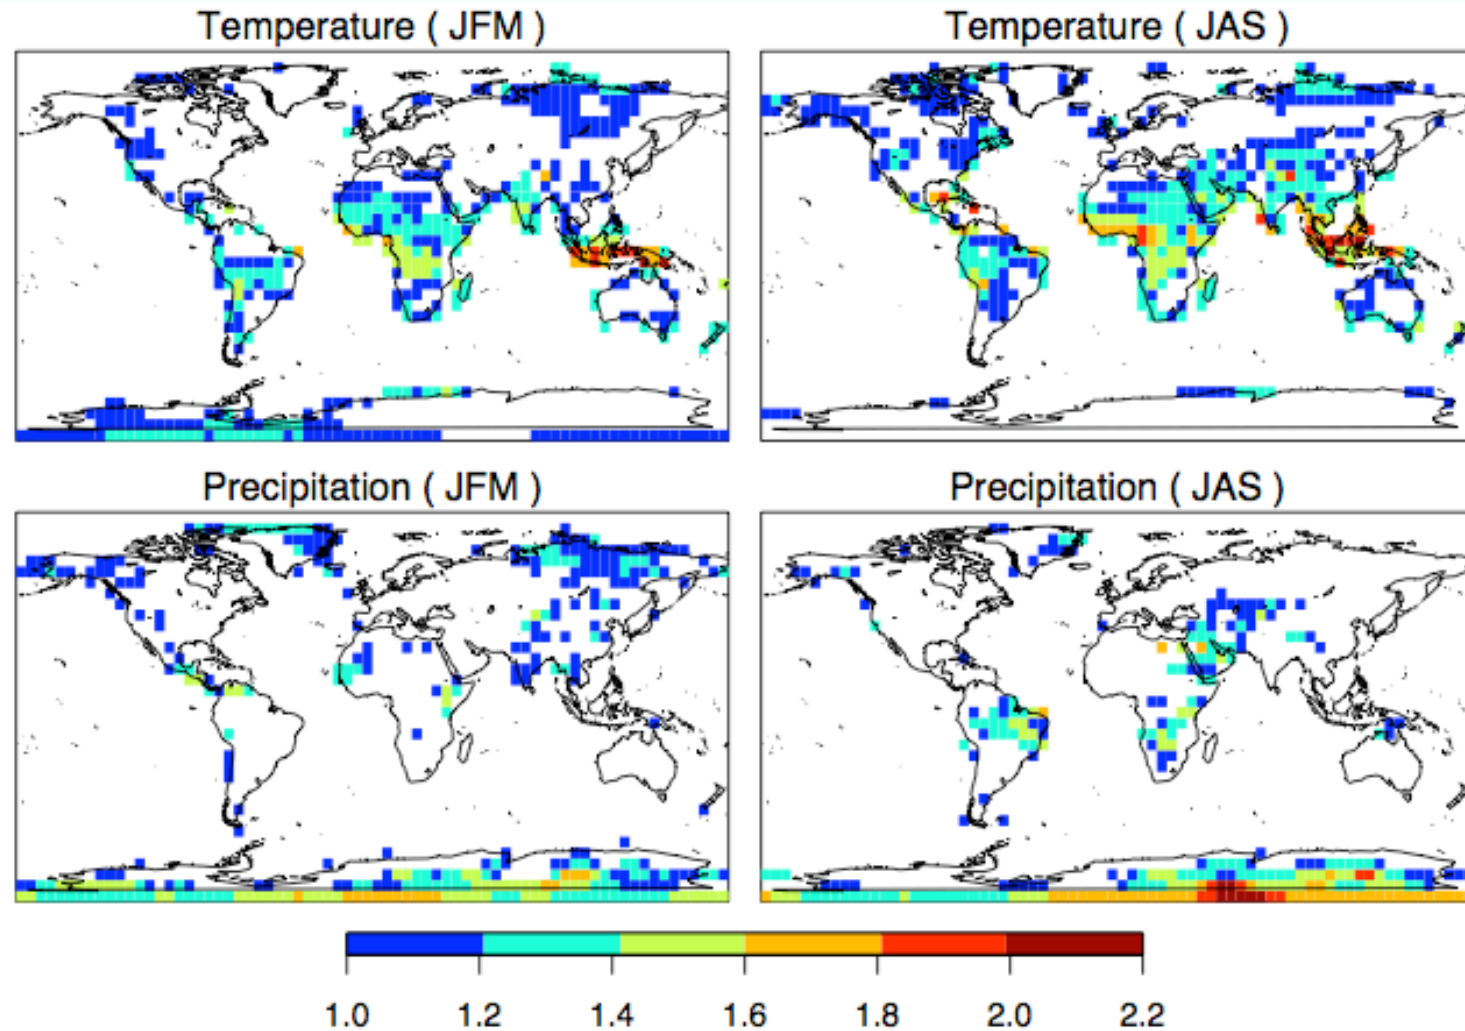 Temperature ( JFM ) Temperature ( JAS )
Precipitation ( JFM ) Precipitation ( JAS )
1.0 1.2 1.4 1.6 1.8 2.0 2.2